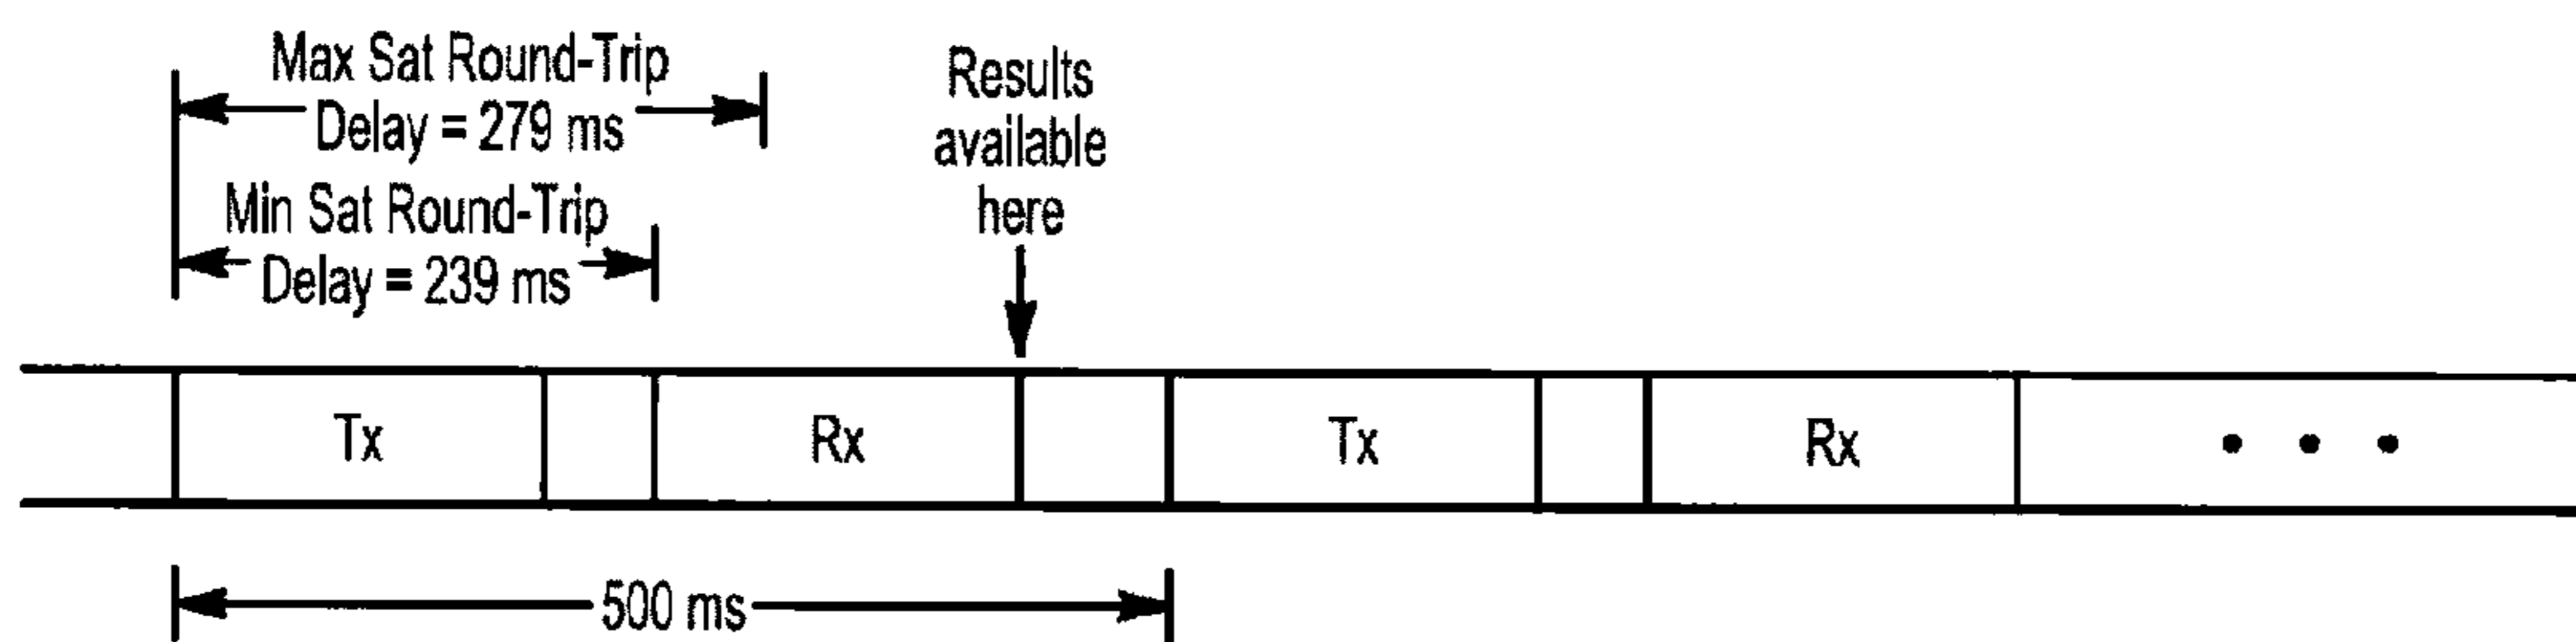 Max Sat Round-Trip
Delay = 279 ms
Min Sat Round-Trip
Delay = 239 ms
Results
available
here
Tx
Rx
Tx
Rx
• • •
500 ms